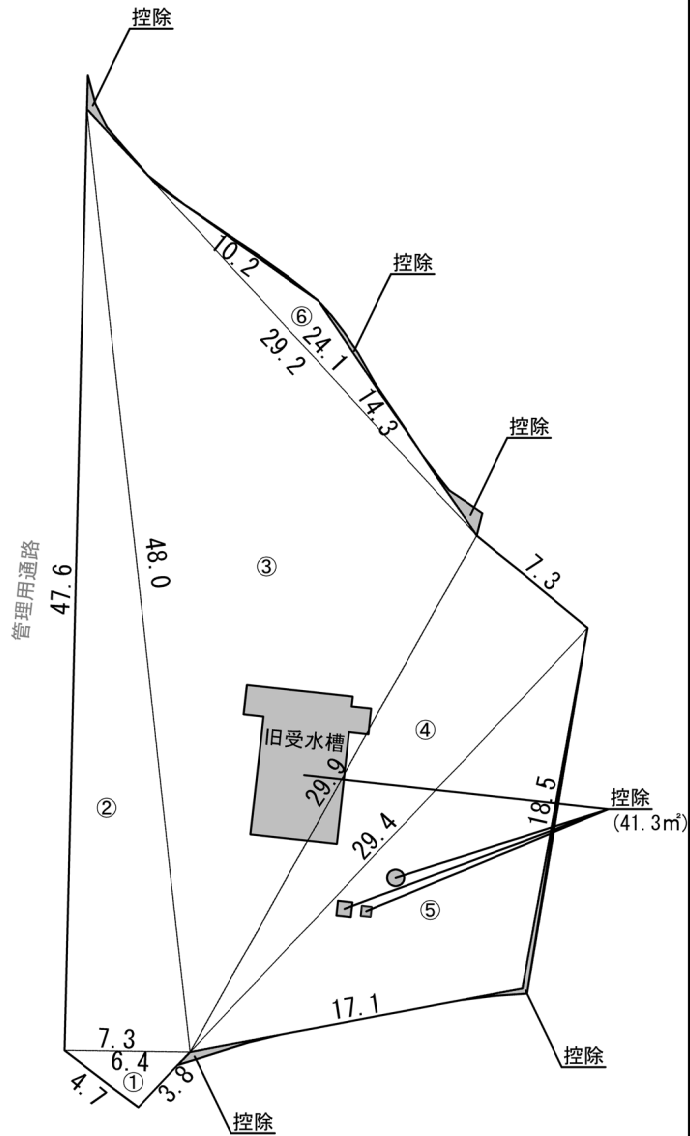 控除
10.2
控除
⑥
24.1
29.2
14.3
控除
管理用通路
47.6
48.0
③
7.3
旧受水槽
④
29.9
②
控除
(41.3㎡)
18.5
29.4
⑤
17.1
7.3
6.4
①
4.7
3.8
控除
控除